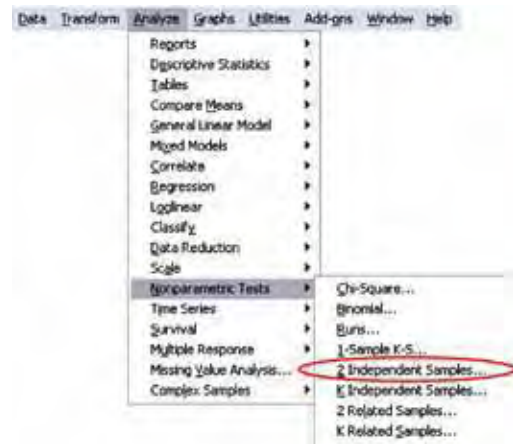 Data Transform Analyze Graphs Utilities Add-ons Window Help
Reports
Descriptive Statistics
Tables
Compare Means
General Linear Model
Mixed Models
Correlate
Regression
Loglinear
Classify
Data Reduction
Scale
Nonparametric Tests
Time Series
Survival
Multiple Response
Missing Value Analysis...
Complex Samples
Chi-Square...
Binomial...
Runs...
1-Sample K-S...
2 Independent Samples...
K Independent Samples...
2 Related Samples...
K Related Samples...